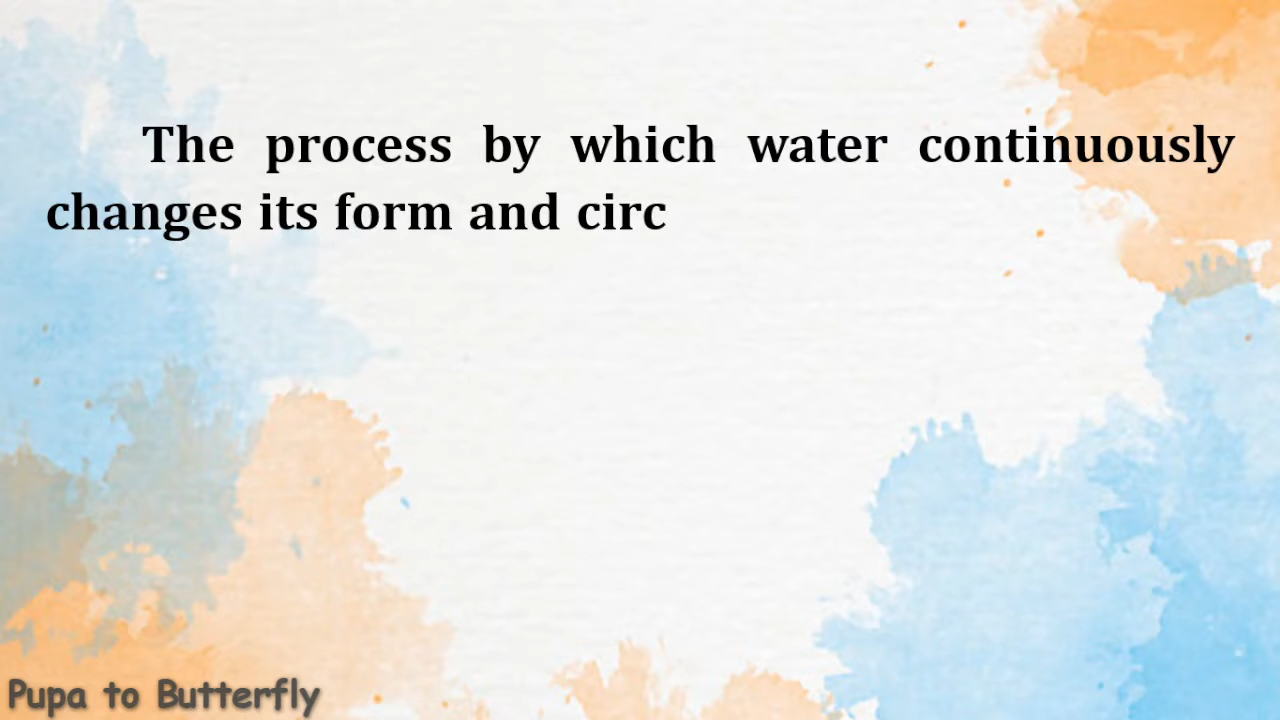 The process by which water continuously
changes its form and circ
Pupa to Butterfly